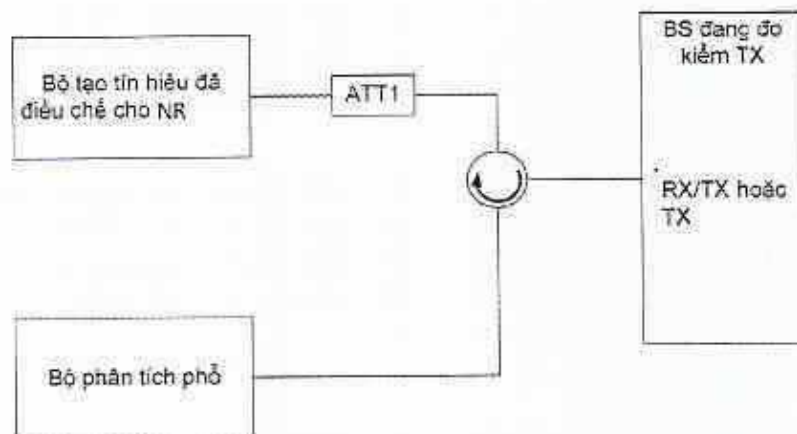 Bộ tạo tín hiệu đã
điều chế cho NR
ATT1
BS đang đo
kiểm TX
RX/TX hoặc
TX
Bộ phân tích phổ